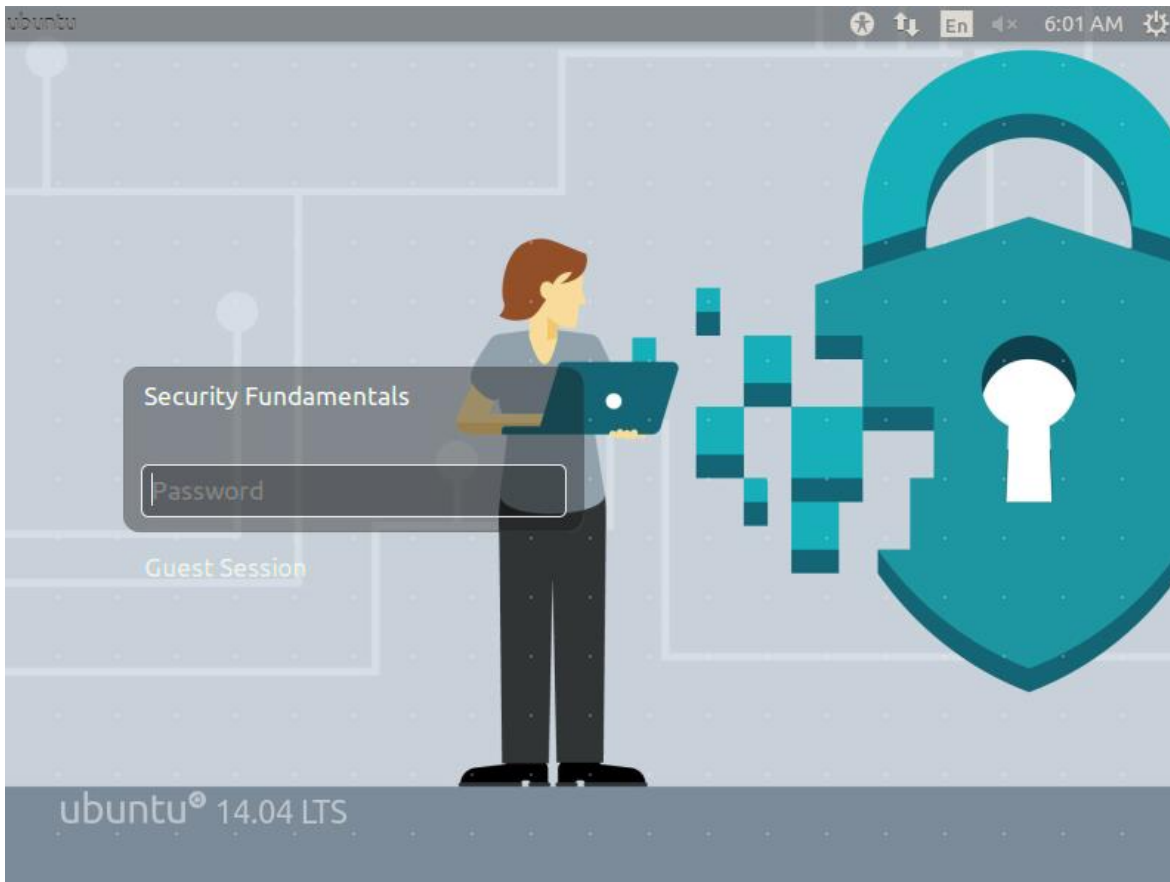 ubuntu
En
6:01 AM
Security Fundamentals
Password
Guest Session
ubuntu® 14.04 LTS